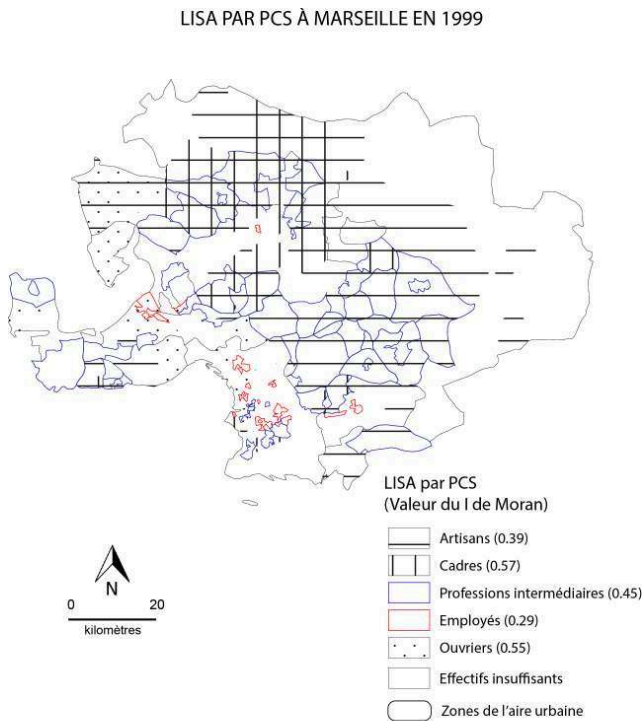 LISA PAR PCS À MARSEILLE EN 1999
LISA par PCS
(Valeur du I de Moran)
Artisans (0.39)
Cadres (0.57)
Professions intermédiaires (0.45)
Employés (0.29)
Ouvriers (0.55)
Effectifs insuffisants
Zones de l'aire urbaine
N
0 20
kilomètres